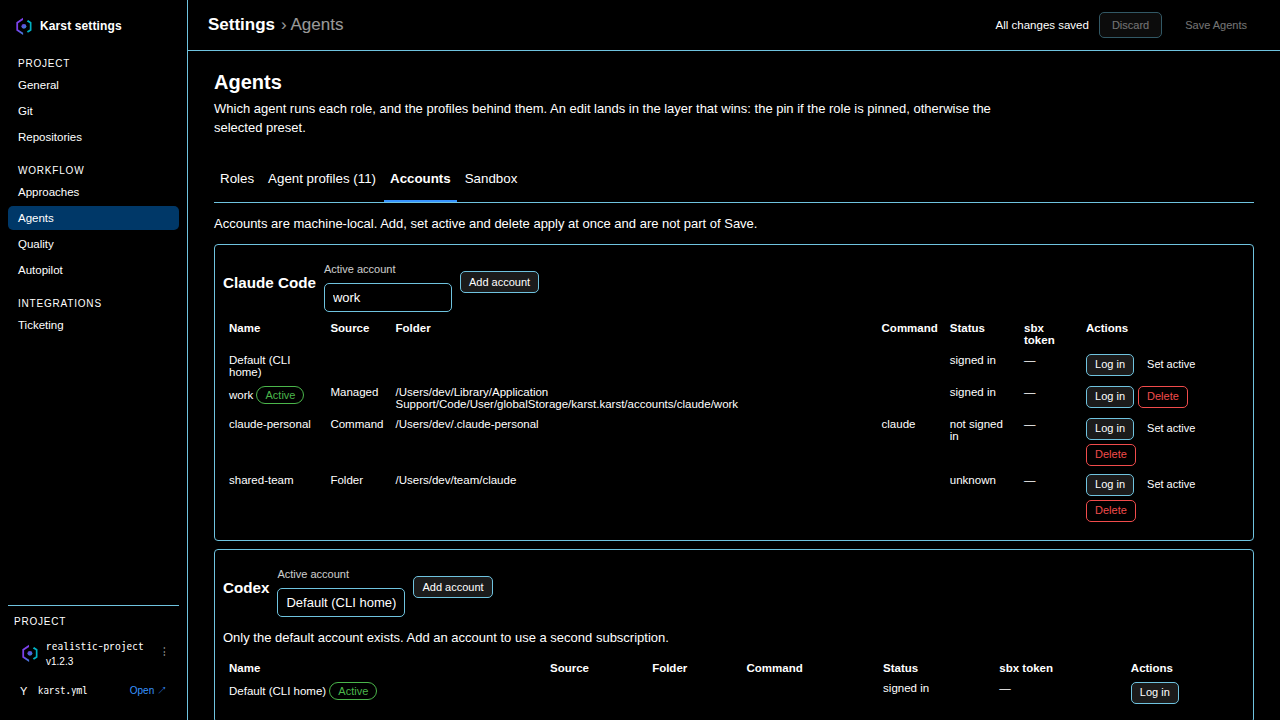 Karst settings
PROJECT
General
Git
Repositories
WORKFLOW
Approaches
Agents
Quality
Autopilot
INTEGRATIONS
Ticketing
PROJECT
realistic-project
v1.2.3
Y karst.yml Open ↗
Settings › Agents
All changes saved Discard Save Agents
Agents
Which agent runs each role, and the profiles behind them. An edit lands in the layer that wins: the pin if the role is pinned, otherwise the
selected preset.
Roles Agent profiles (11) Accounts Sandbox
Accounts are machine-local. Add, set active and delete apply at once and are not part of Save.
Claude Code
Active account
work
Add account
Name Source Folder Command Status sbx token Actions
Default (CLI home) signed in — Log in Set active
work Active Managed /Users/dev/Library/Application
Support/Code/User/globalStorage/karst.karst/accounts/claude/work signed in — Log in Delete
claude-personal Command /Users/dev/.claude-personal claude not signed in — Log in Set active
Delete
shared-team Folder /Users/dev/team/claude unknown — Log in Set active
Delete
Codex
Active account
Default (CLI home)
Add account
Only the default account exists. Add an account to use a second subscription.
Name Source Folder Command Status sbx token Actions
Default (CLI home) Active signed in — Log in